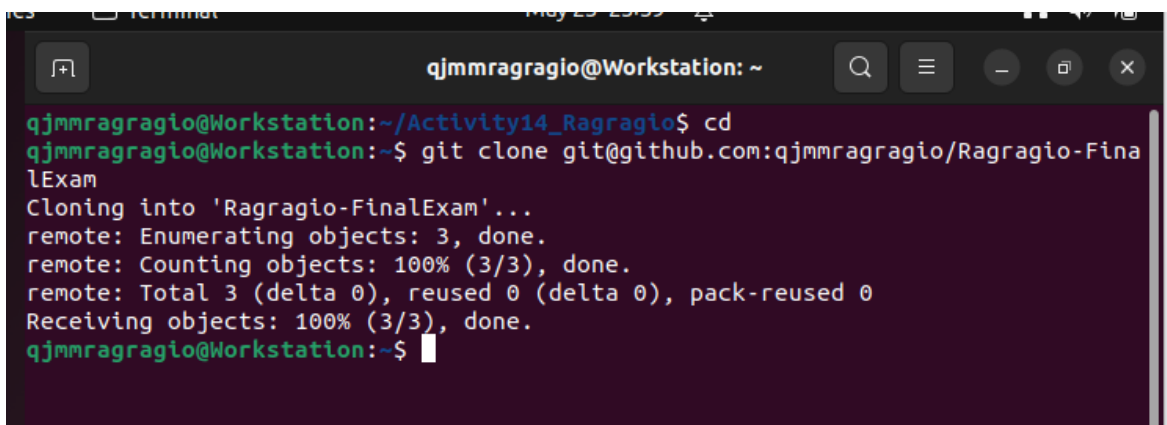 Terminal
qjmmragragio@Workstation: ~
qjmmragragio@Workstation:~/Activity14_Ragragio$ cd
qjmmragragio@Workstation:~$ git clone git@github.com:qjmmragragio/Ragragio-Fina
lExam
Cloning into 'Ragragio-FinalExam'...
remote: Enumerating objects: 3, done.
remote: Counting objects: 100% (3/3), done.
remote: Total 3 (delta 0), reused 0 (delta 0), pack-reused 0
Receiving objects: 100% (3/3), done.
qjmmragragio@Workstation:~$